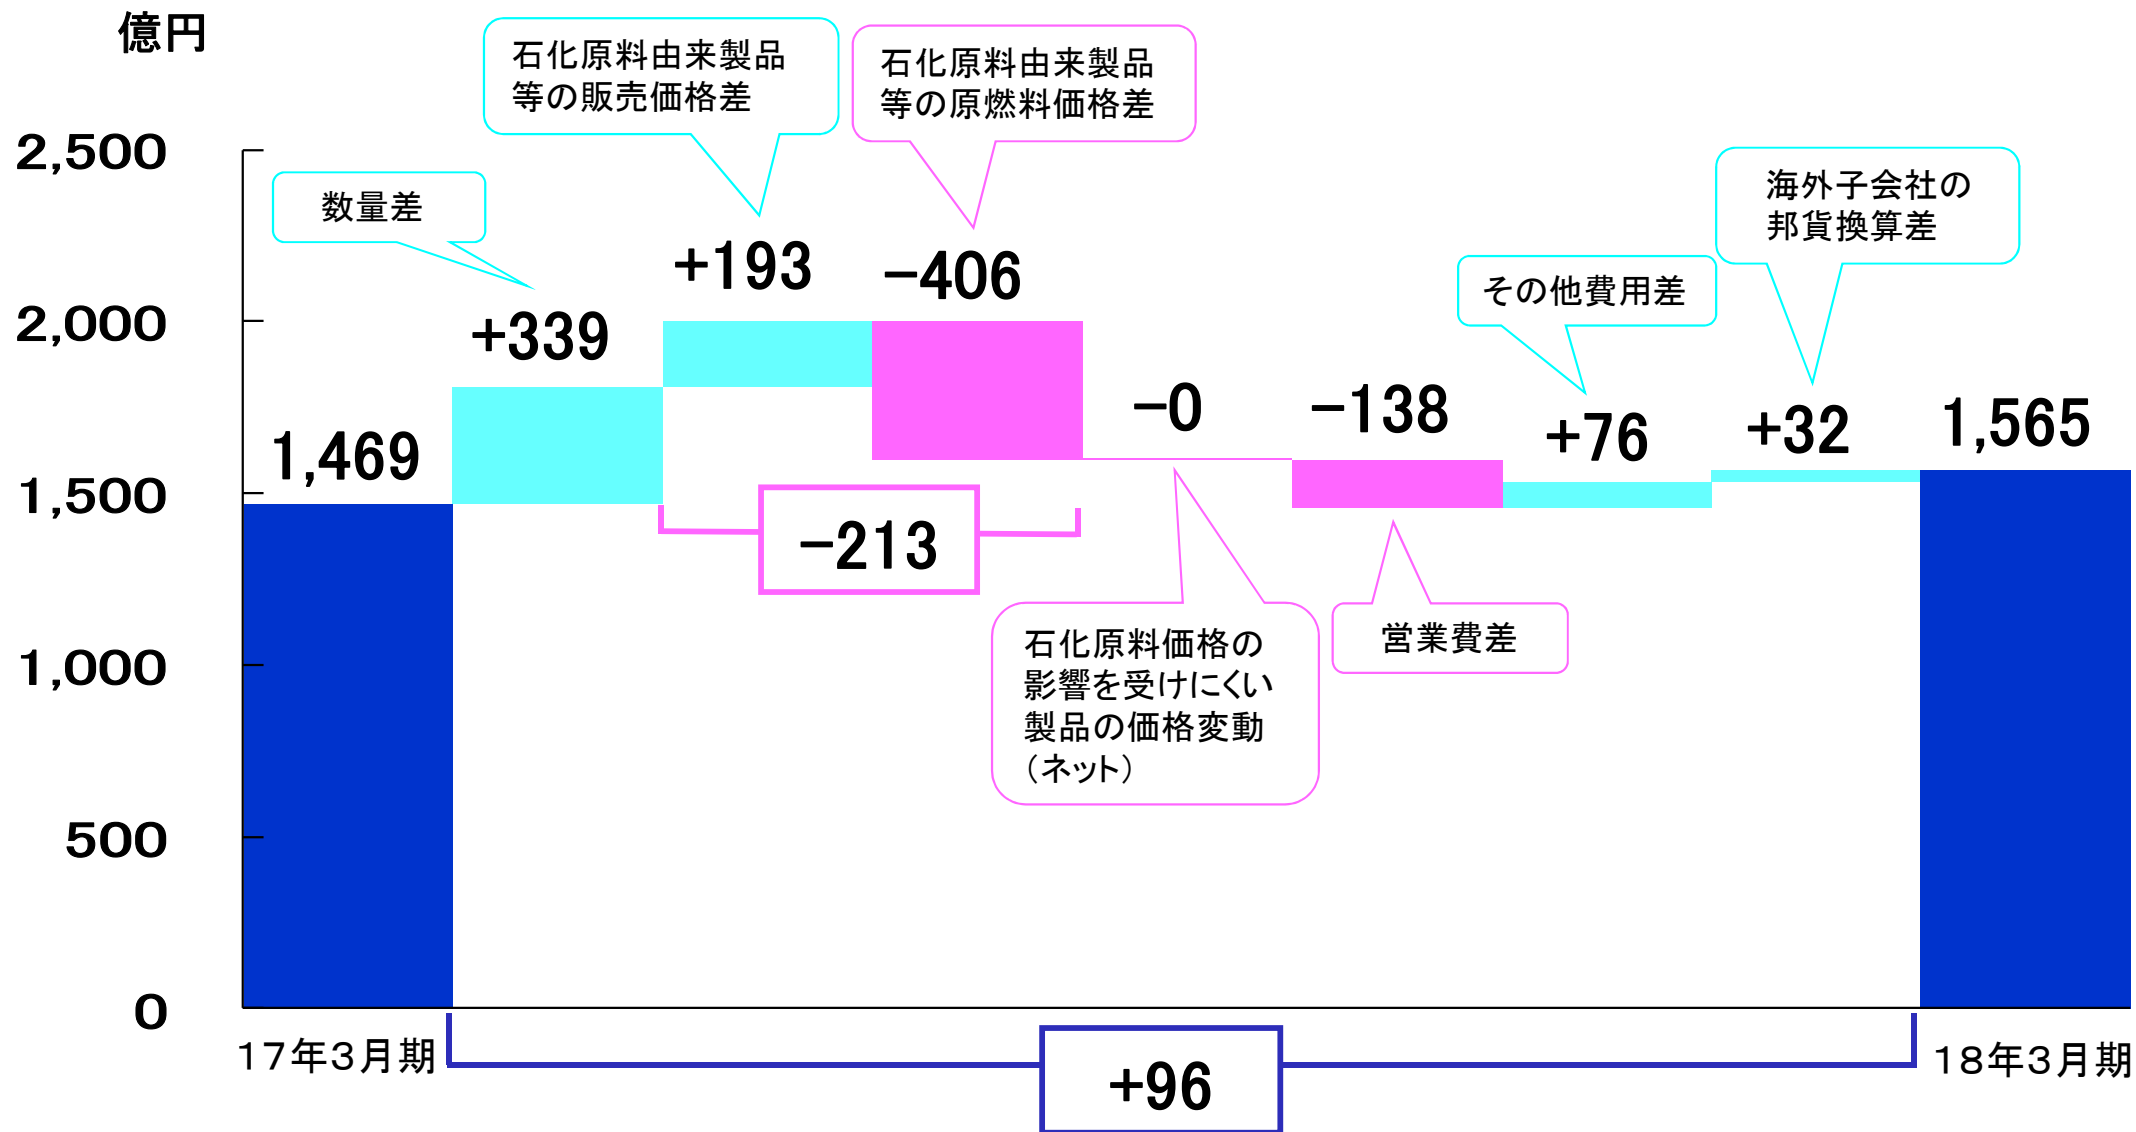 億円
石化原料由来製品
等の販売価格差
石化原料由来製品
等の原燃料価格差
2,500
数量差
海外子会社の
邦貨換算差
+193
−406
その他費用差
2,000
+339
−0
−138
+76
+32
1,565
1,469
1,500
−213
1,000
石化原料価格の
影響を受けにくい
製品の価格変動
（ネット）
営業費差
500
0
17年3月期
18年3月期
+96